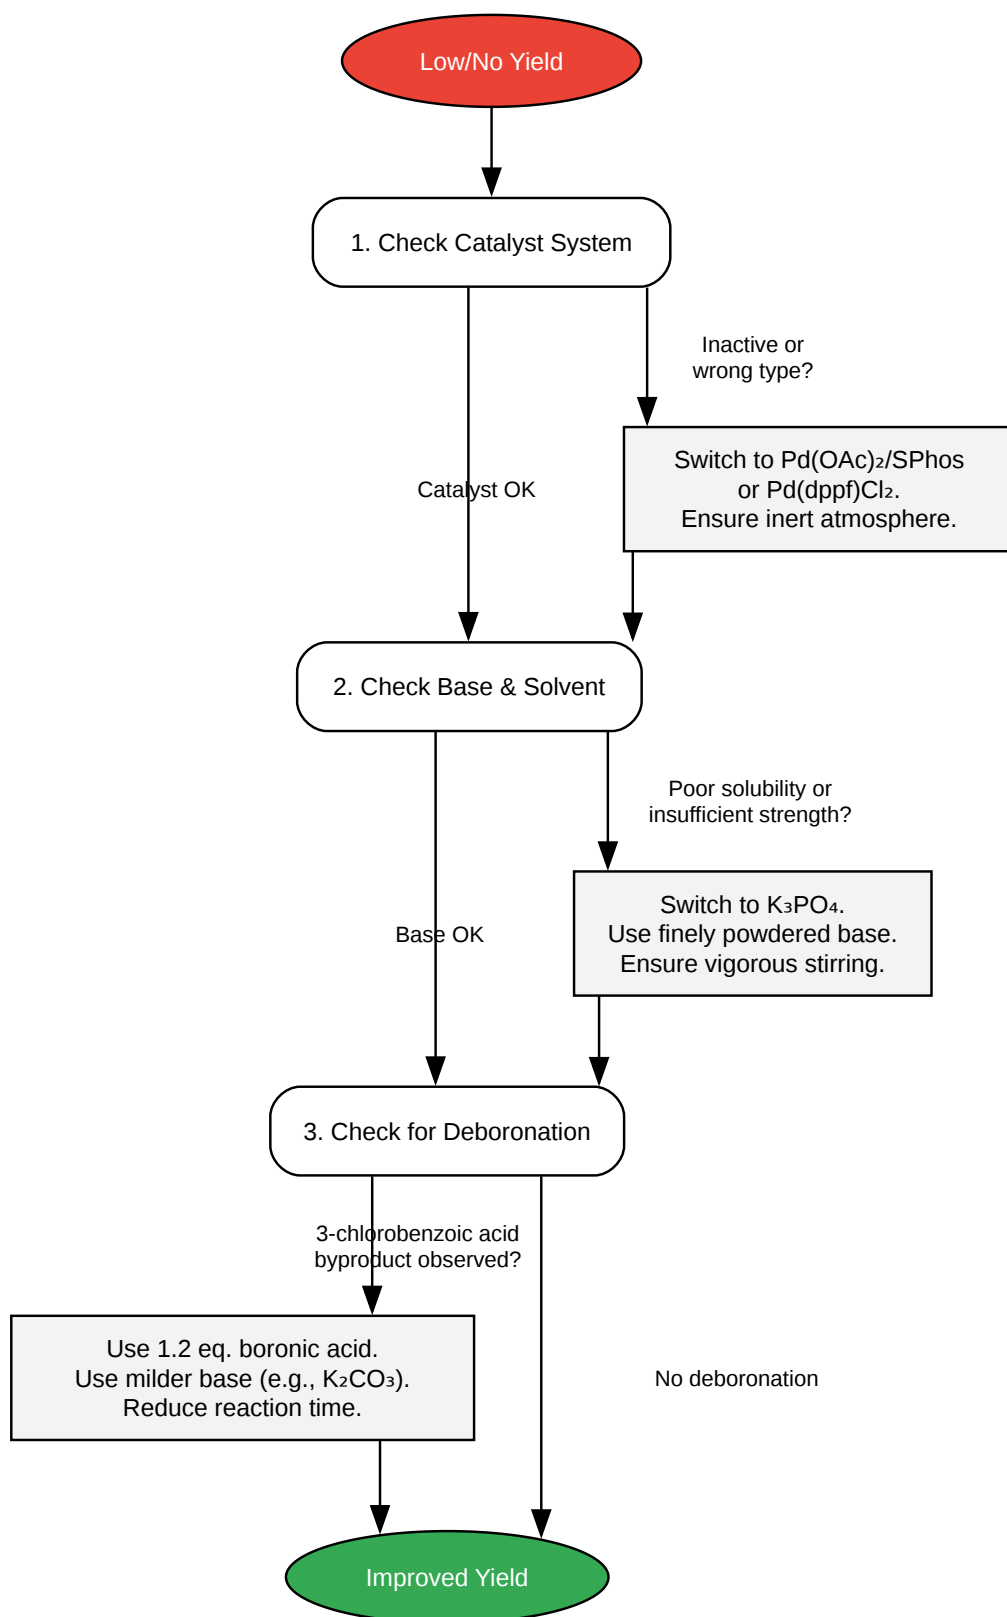 Low/No Yield
1. Check Catalyst System
Inactive or
wrong type?
Switch to Pd(OAc)₂/SPhos
or Pd(dppf)Cl₂.
Ensure inert atmosphere.
Catalyst OK
2. Check Base & Solvent
Poor solubility or
insufficient strength?
Switch to K₃PO₄.
Use finely powdered base.
Ensure vigorous stirring.
Base OK
3. Check for Deboronation
3-chlorobenzoic acid
byproduct observed?
Use 1.2 eq. boronic acid.
Use milder base (e.g., K₂CO₃).
Reduce reaction time.
No deboronation
Improved Yield